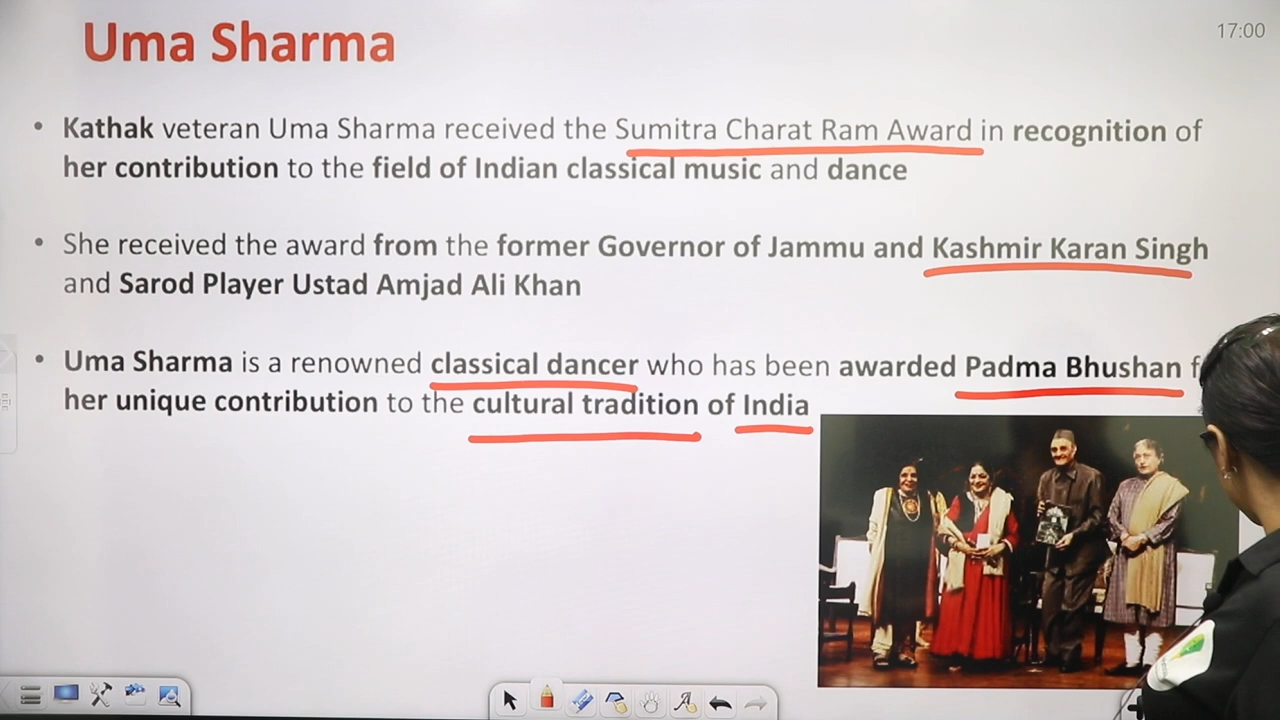 Uma Sharma
17:00
• Kathak veteran Uma Sharma received the Sumitra Charat Ram Award in recognition of
her contribution to the field of Indian classical music and dance
• She received the award from the former Governor of Jammu and Kashmir Karan Singh
and Sarod Player Ustad Amjad Ali Khan
• Uma Sharma is a renowned classical dancer who has been awarded Padma Bhushan f
her unique contribution to the cultural tradition of India